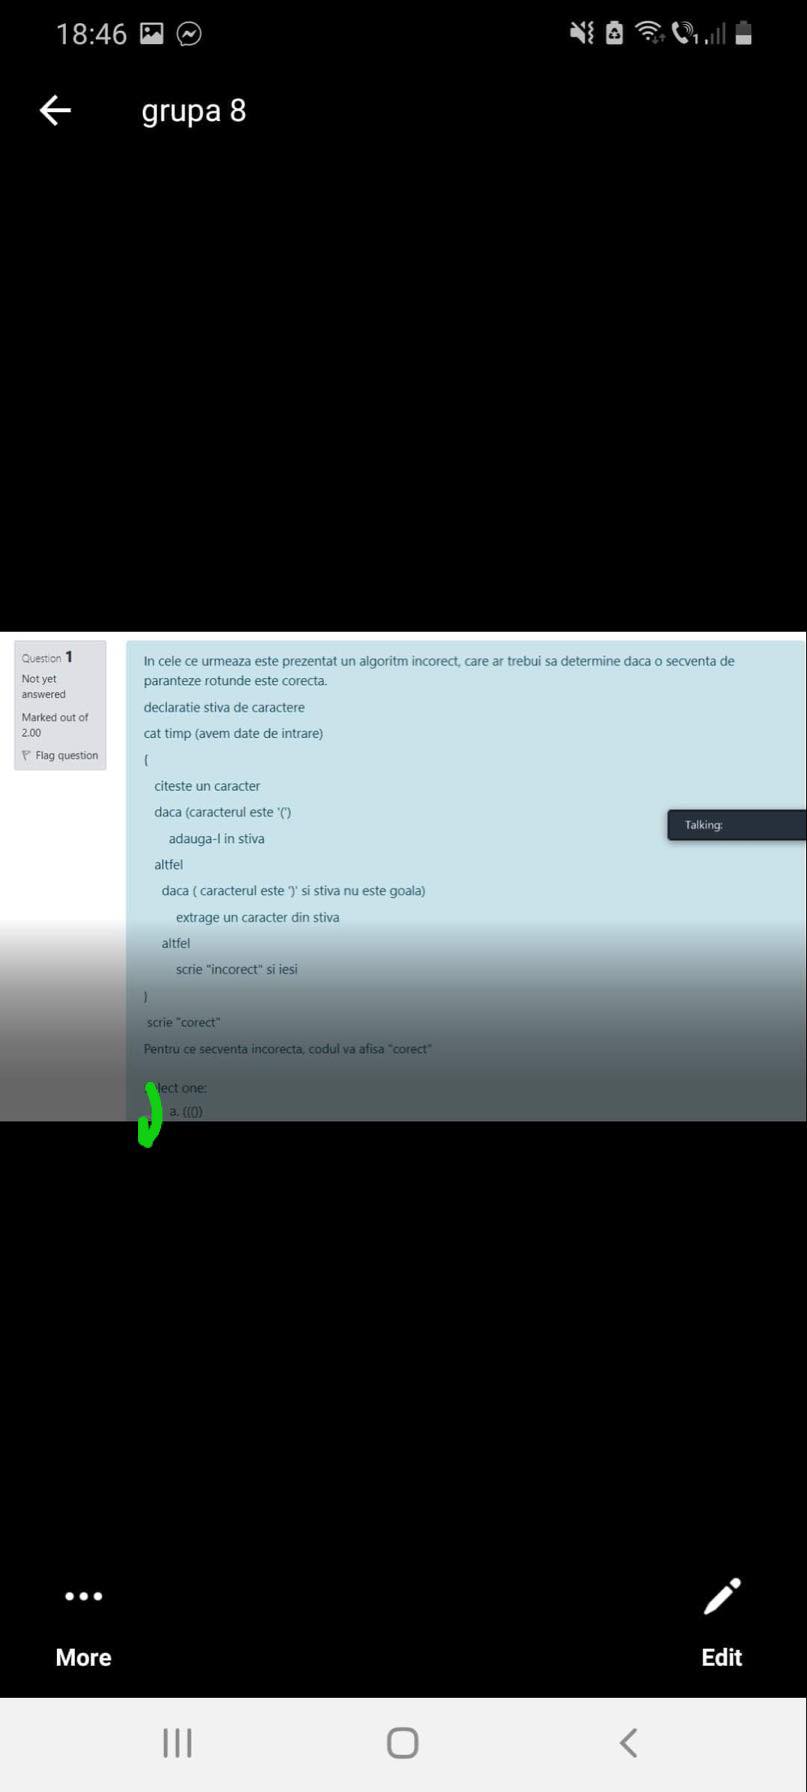 18:46
grupa 8
Question 1
Not yet
answered
Marked out of
2.00
Flag question
In cele ce urmeaza este prezentat un algoritm incorect, care ar trebui sa determine daca o secventa de
paranteze rotunde este corecta.
declaratie stiva de caractere
cat timp (avem date de intrare)
{
citeste un caracter
daca (caracterul este '(')
adauga-l in stiva
Talking:
altfel
daca ( caracterul este ')' si stiva nu este goala)
extrage un caracter din stiva
altfel
scrie "incorect" si iesi
}
scrie "corect"
Pentru ce secventa incorecta, codul va afisa "corect"
lect one:
a. ((())
More
Edit